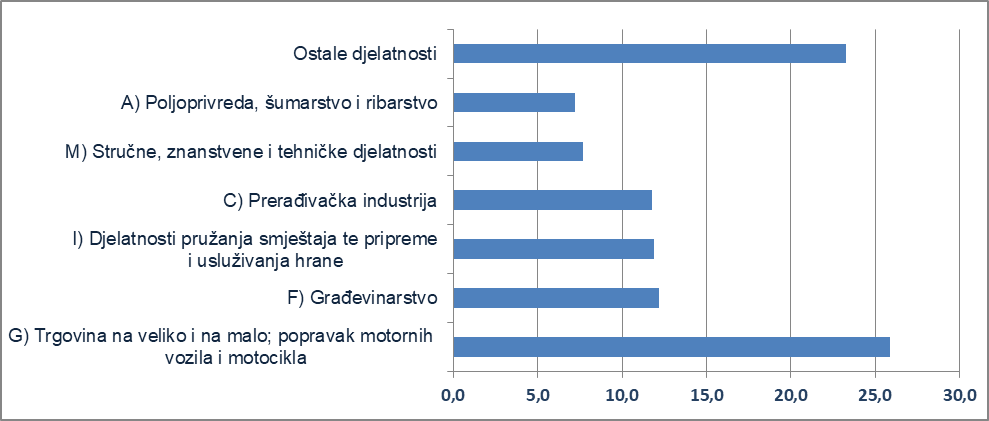 Ostale djelatnosti
A) Poljoprivreda, šumarstvo i ribarstvo
M) Stručne, znanstvene i tehničke djelatnosti
C) Prerađivačka industrija
I) Djelatnosti pružanja smještaja te pripreme
i usluživanja hrane
F) Građevinarstvo
G) Trgovina na veliko i na malo; popravak motornih
vozila i motocikla
0,0 5,0 10,0 15,0 20,0 25,0 30,0